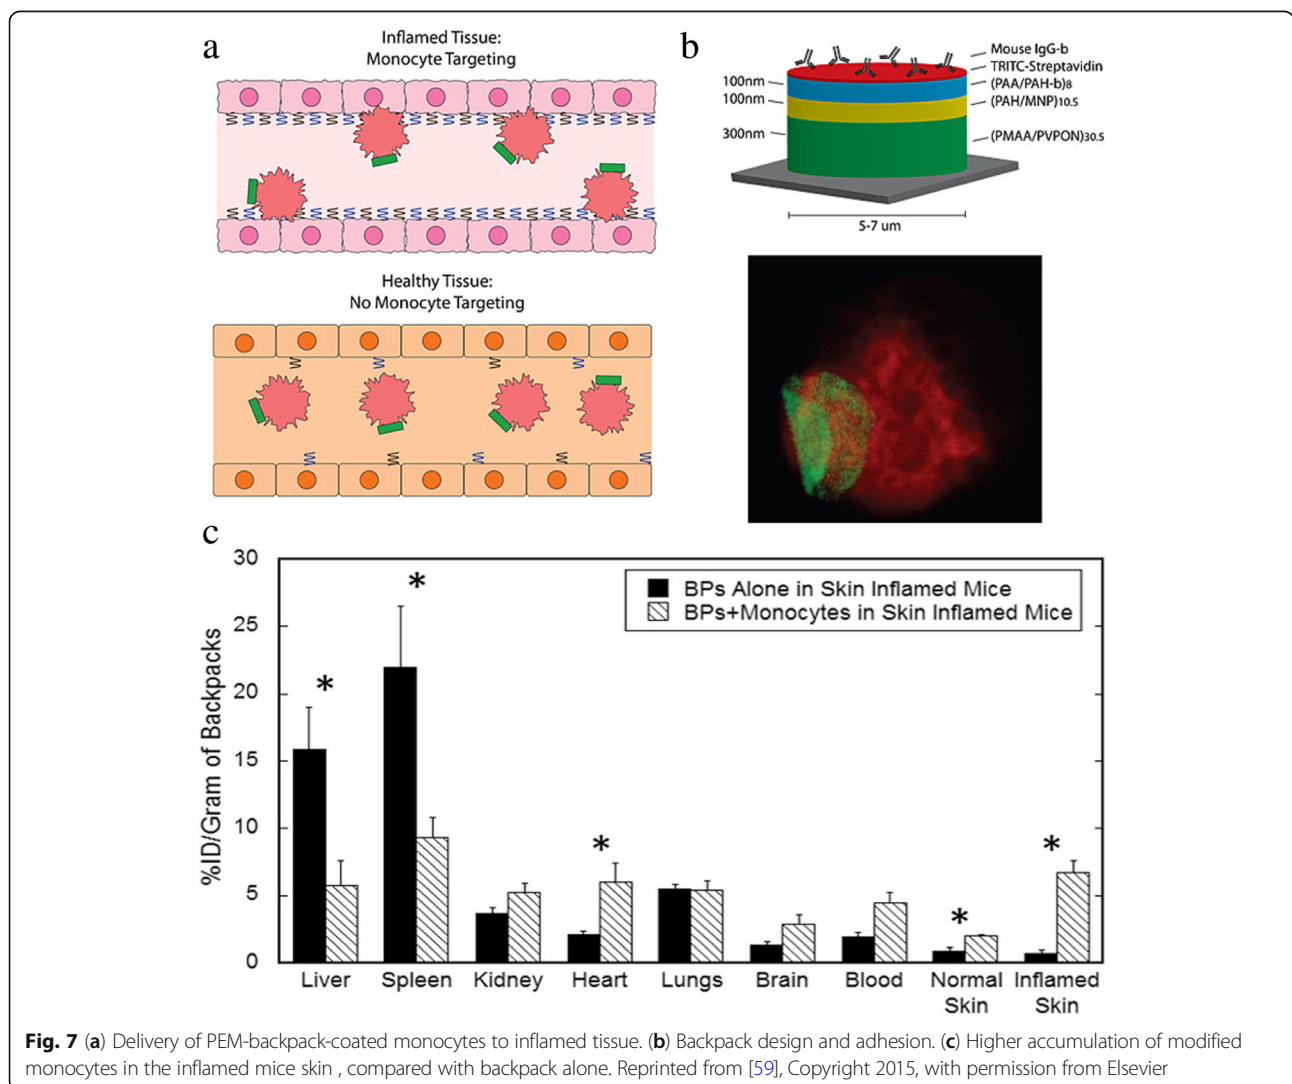 a
Inflamed Tissue:
Monocyte Targeting
Healthy Tissue:
No Monocyte Targeting
b
Mouse IgG-b
TRITC-Streptavidin
(PAA/PAH-b)8
(PAH/MNP)10.5
(PMAA/PVPON)30.5
100nm
100nm
300nm
5-7 um
c
%ID/Gram of Backpacks
30
25
20
15
10
5
0
BPs Alone in Skin Inflamed Mice
BPs+Monocytes in Skin Inflamed Mice
*
*
*
*
*
Liver Spleen Kidney Heart Lungs Brain Blood Normal Inflamed
Skin Skin
Fig. 7 (a) Delivery of PEM-backpack-coated monocytes to inflamed tissue. (b) Backpack design and adhesion. (c) Higher accumulation of modified
monocytes in the inflamed mice skin , compared with backpack alone. Reprinted from [59], Copyright 2015, with permission from Elsevier